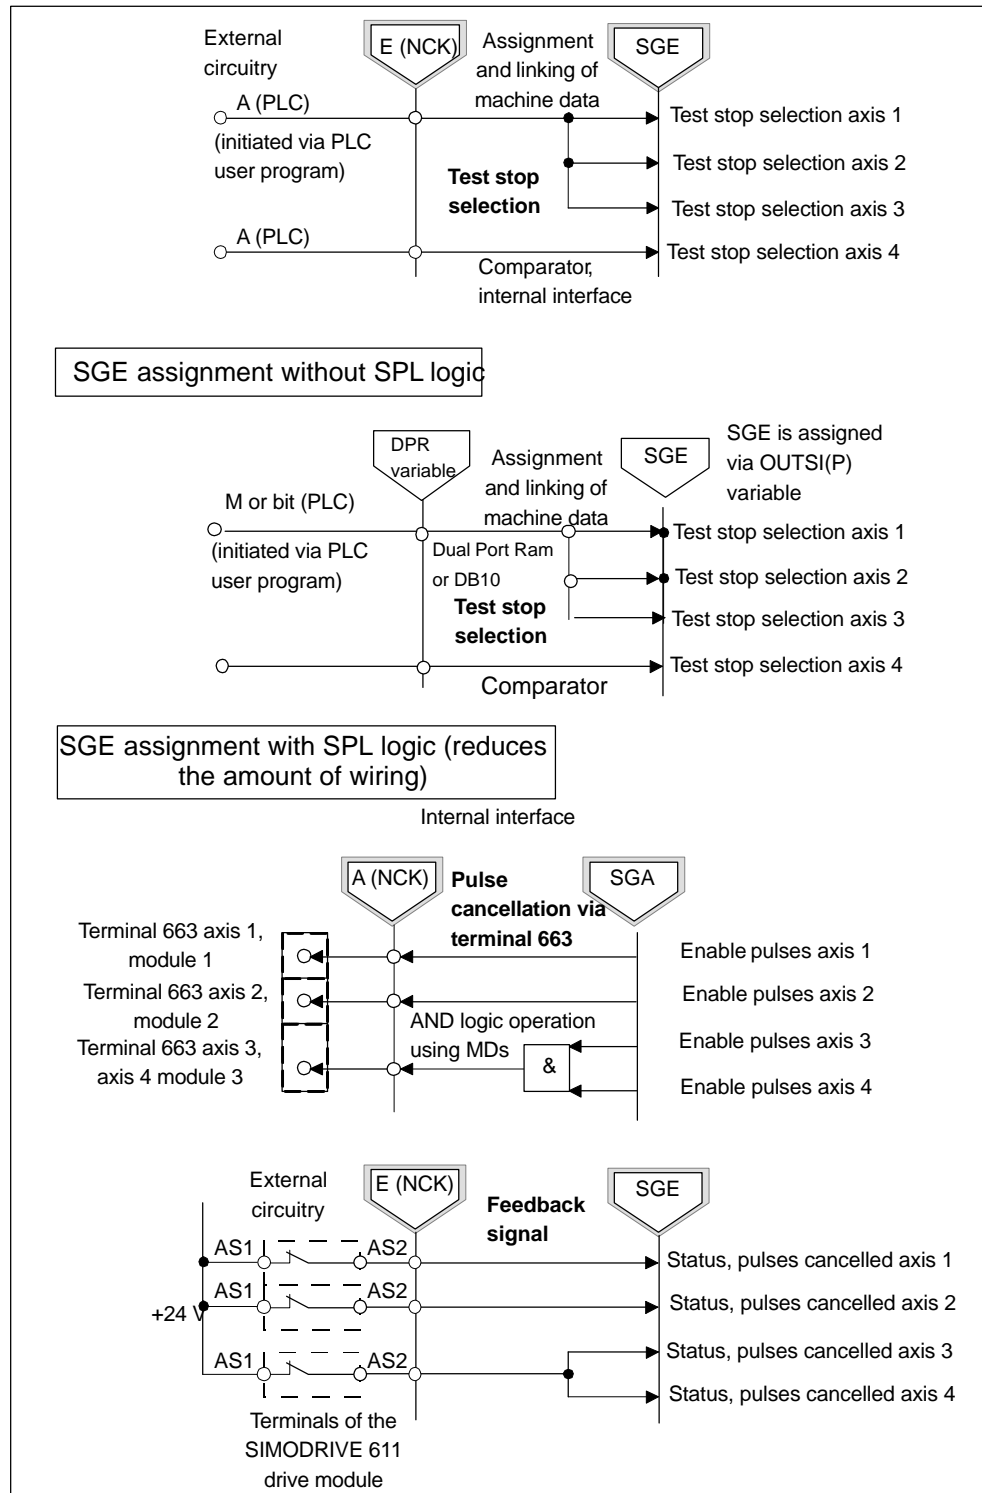 External
circuitry
E (NCK)
Assignment
and linking of
machine data
SGE
A (PLC)
(initiated via PLC
user program)
Test stop
selection
Test stop selection axis 1
Test stop selection axis 2
Test stop selection axis 3
A (PLC)
Test stop selection axis 4
Comparator,
internal interface
SGE assignment without SPL logic
DPR
variable
Assignment
and linking of
machine data
SGE
SGE is assigned
via OUTSI(P)
variable
M or bit (PLC)
(initiated via PLC
user program)
Dual Port Ram
or DB10
Test stop
selection
Test stop selection axis 1
Test stop selection axis 2
Test stop selection axis 3
Test stop selection axis 4
Comparator
SGE assignment with SPL logic (reduces
the amount of wiring)
Internal interface
A (NCK)
Pulse
cancellation via
terminal 663
SGA
Terminal 663 axis 1,
module 1
Terminal 663 axis 2,
module 2
Terminal 663 axis 3,
axis 4 module 3
AND logic operation
using MDs
&
Enable pulses axis 1
Enable pulses axis 2
Enable pulses axis 3
Enable pulses axis 4
External
circuitry
E (NCK)
Feedback
signal
SGE
AS1
AS2
Status, pulses cancelled axis 1
AS1
AS2
Status, pulses cancelled axis 2
+24 V
AS1
AS2
Status, pulses cancelled axis 3
Status, pulses cancelled axis 4
Terminals of the
SIMODRIVE 611
drive module